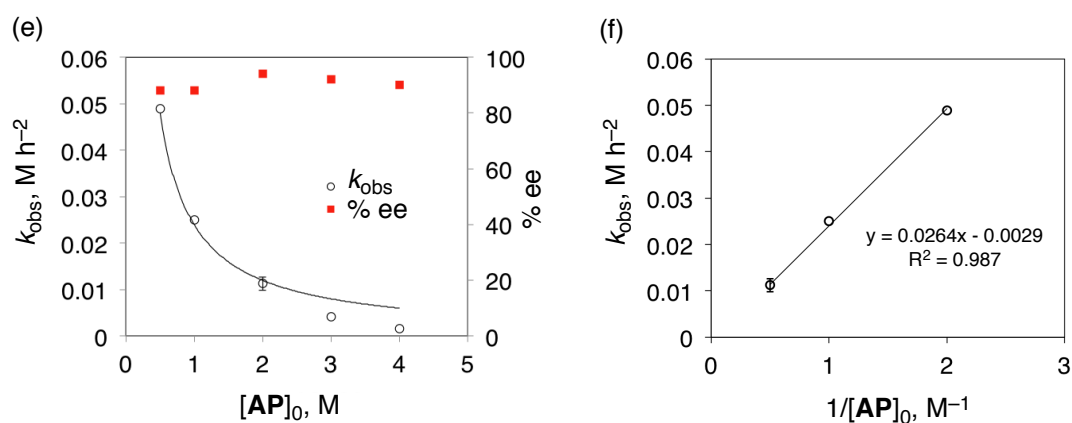 (e)
0.06
0.05
0.04
0.03
0.02
0.01
0
k_obs, M h⁻²
100
80
60
40
20
0
% ee
k_obs
% ee
0 1 2 3 4 5
[AP]₀, M
(f)
0.06
0.05
0.04
0.03
0.02
0.01
0
k_obs, M h⁻²
y = 0.0264x - 0.0029
R² = 0.987
0 1 2 3
1/[AP]₀, M⁻¹